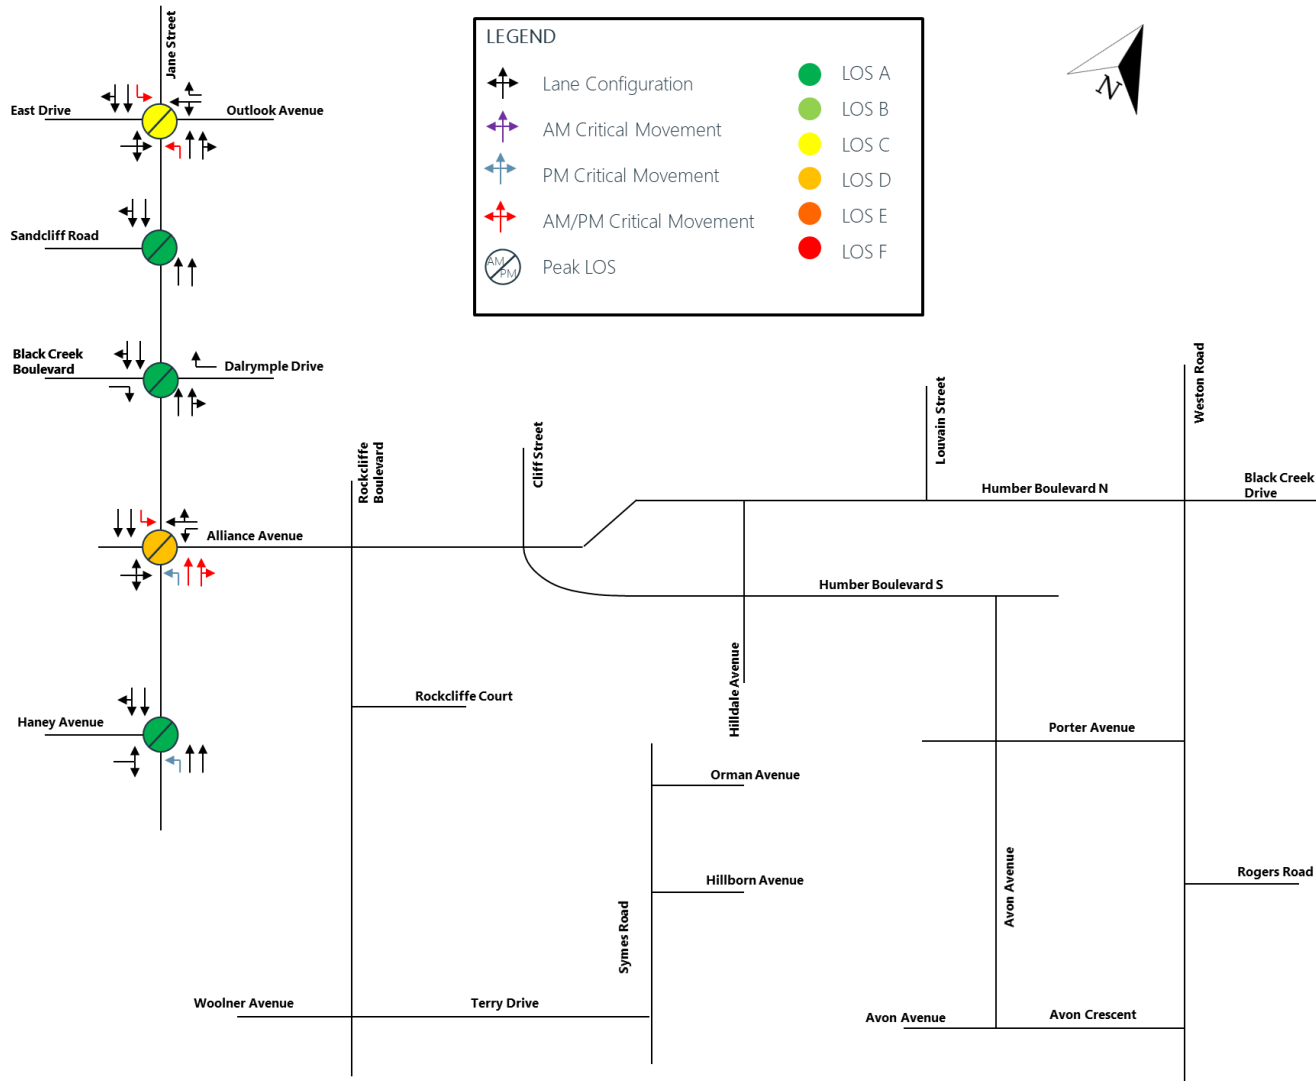 Jane Street
East Drive
Outlook Avenue
Sandcliff Road
Black Creek
Boulevard
Dalrymple Drive
Alliance Avenue
Haney Avenue
LEGEND
Lane Configuration
AM Critical Movement
PM Critical Movement
AM/PM Critical Movement
AM
PM
Peak LOS
LOS A
LOS B
LOS C
LOS D
LOS E
LOS F
N
Rockcliffe
Boulevard
Cliff Street
Louvain Street
Weston Road
Humber Boulevard N
Black Creek
Drive
Humber Boulevard S
Hilldale Avenue
Rockcliffe Court
Porter Avenue
Orman Avenue
Hillborn Avenue
Symes Road
Avon Avenue
Rogers Road
Woolner Avenue
Terry Drive
Avon Avenue
Avon Crescent